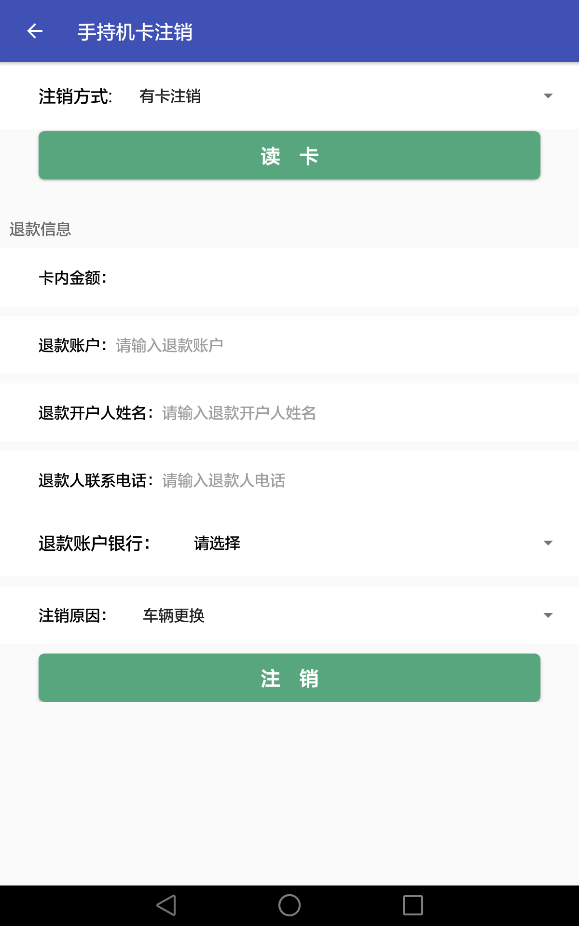 手持机卡注销
注销方式: 有卡注销
读 卡
退款信息
卡内金额：
退款账户：请输入退款账户
退款开户人姓名：请输入退款开户人姓名
退款人联系电话：请输入退款人电话
退款账户银行： 请选择
注销原因： 车辆更换
注 销